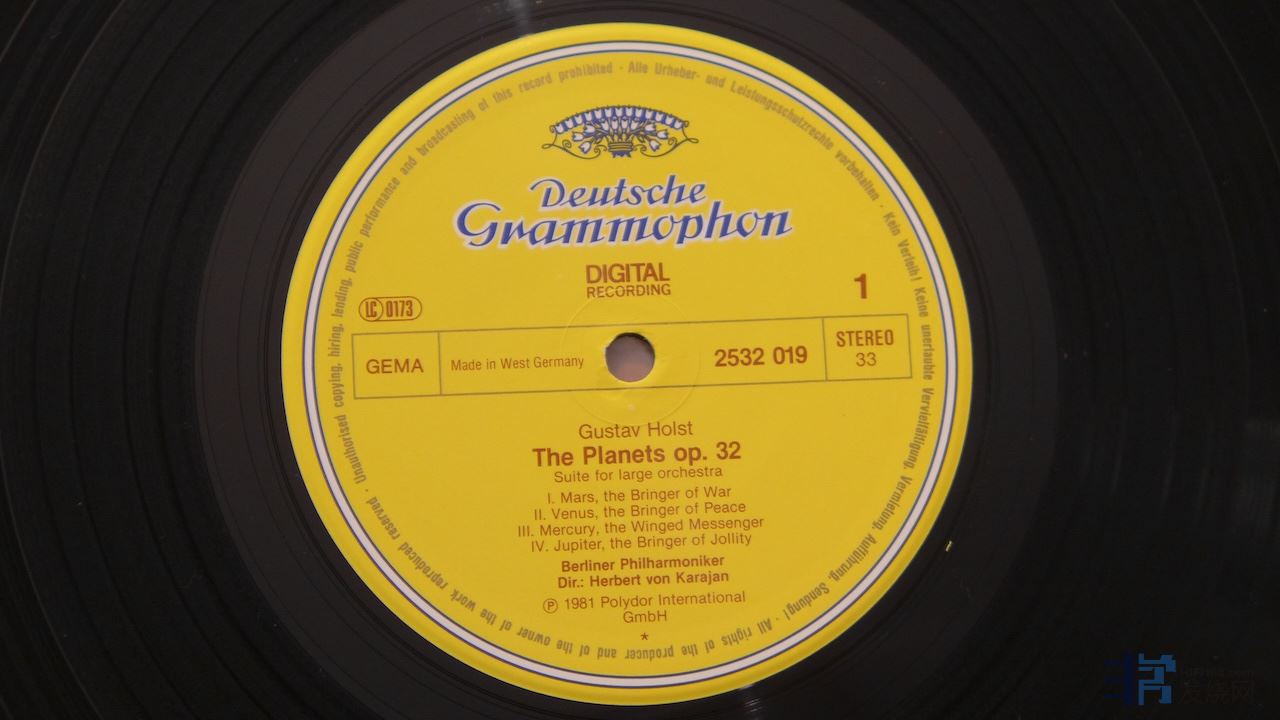 Unauthorised copying, hiring, lending, public performance and broadcasting of this record prohibited · Alle Urheber- und Leistungsschutzrechte vorbehalten · Kein Verleih! Keine unerlaubte Vervielfältigung, Vermietung, Aufführung, Sendung! · All rights of the producer and of the owner of the work reproduced reserved ·
Deutsche
Grammophon
DIGITAL
RECORDING
LC 0173
1
GEMA
Made in West Germany
2532 019
STEREO
33
Gustav Holst
The Planets op. 32
Suite for large orchestra
I. Mars, the Bringer of War
II. Venus, the Bringer of Peace
III. Mercury, the Winged Messenger
IV. Jupiter, the Bringer of Jollity
Berliner Philharmoniker
Dir.: Herbert von Karajan
℗ 1981 Polydor International
GmbH
*
发烧网